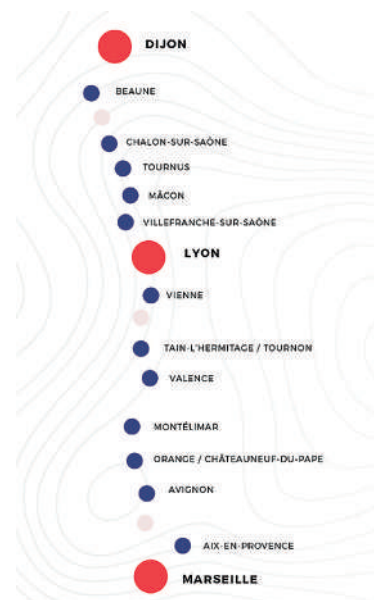 DIJON
BEAUNE
CHALON-SUR-SAÔNE
TOURNUS
MÂCON
VILLEFRANCHE-SUR-SAÔNE
LYON
VIENNE
TAIN-L'HERMITAGE / TOURNON
VALENCE
MONTÉLIMAR
ORANGE / CHÂTEAUNEUF-DU-PAPE
AVIGNON
AIX-EN-PROVENCE
MARSEILLE